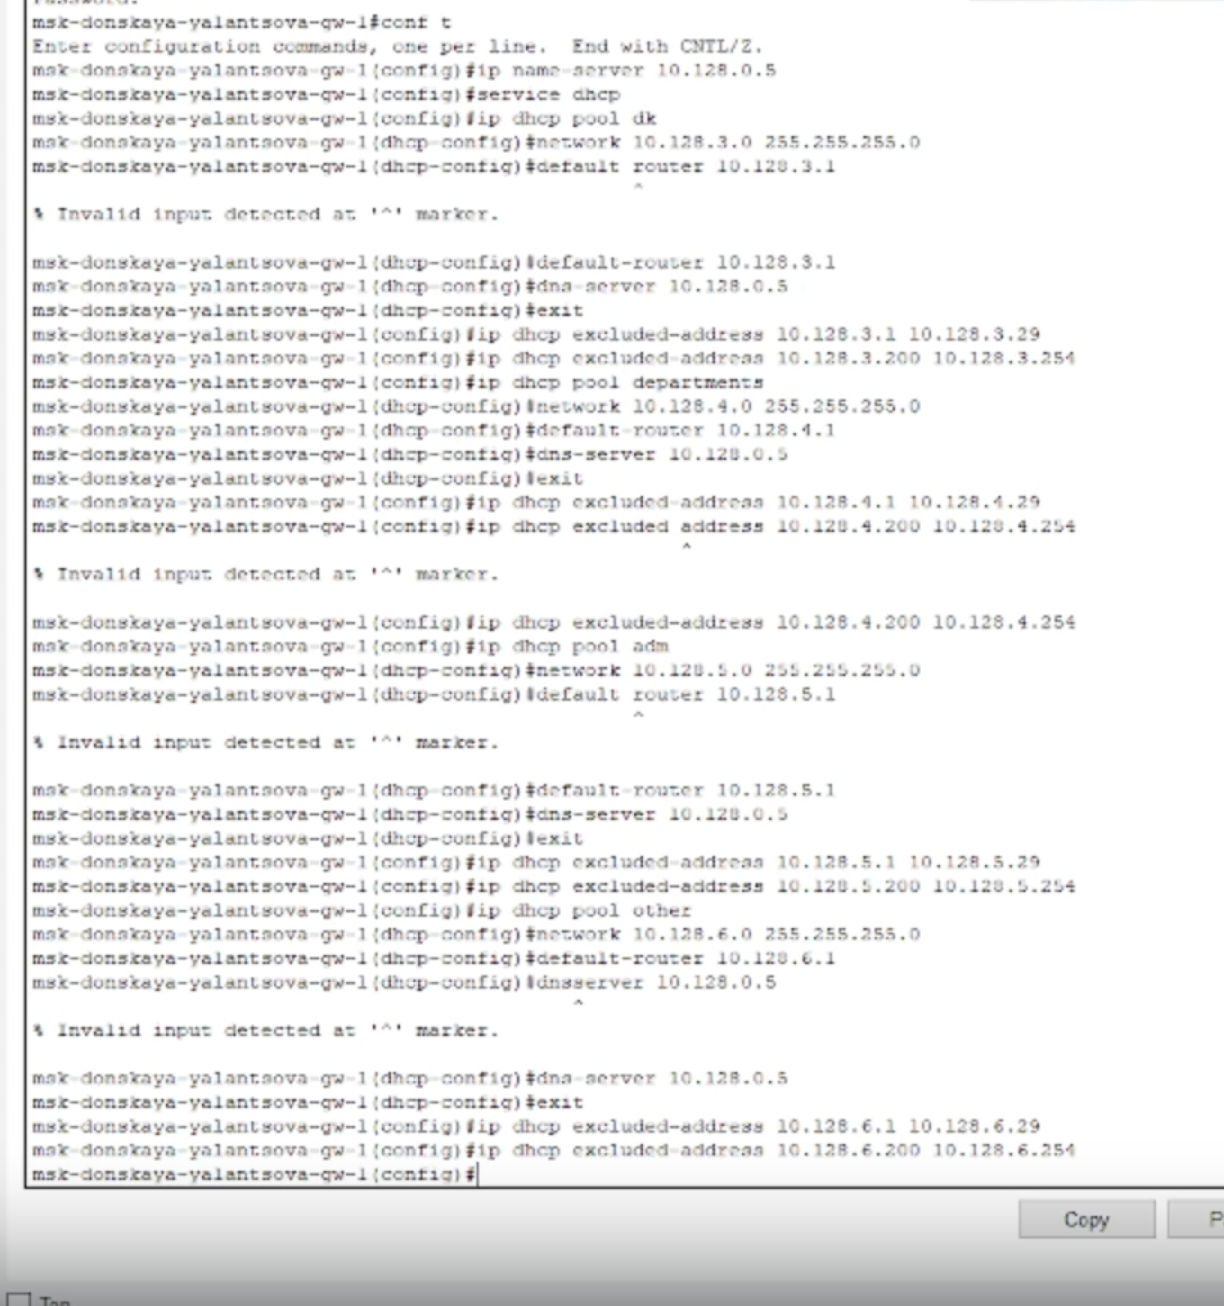 msk-donskaya-yalantsova-gw-1#conf t
Enter configuration commands, one per line.  End with CNTL/Z.
msk-donskaya-yalantsova-gw-1(config)#ip name-server 10.128.0.5
msk-donskaya-yalantsova-gw-1(config)#service dhcp
msk-donskaya-yalantsova-gw-1(config)#ip dhcp pool dk
msk-donskaya-yalantsova-gw-1(dhcp-config)#network 10.128.3.0 255.255.255.0
msk-donskaya-yalantsova-gw-1(dhcp-config)#default router 10.128.3.1
^
% Invalid input detected at '^' marker.
msk-donskaya-yalantsova-gw-1(dhcp-config)#default-router 10.128.3.1
msk-donskaya-yalantsova-gw-1(dhcp-config)#dns-server 10.128.0.5
msk-donskaya-yalantsova-gw-1(dhcp-config)#exit
msk-donskaya-yalantsova-gw-1(config)#ip dhcp excluded-address 10.128.3.1 10.128.3.29
msk-donskaya-yalantsova-gw-1(config)#ip dhcp excluded-address 10.128.3.200 10.128.3.254
msk-donskaya-yalantsova-gw-1(config)#ip dhcp pool departments
msk-donskaya-yalantsova-gw-1(dhcp-config)#network 10.128.4.0 255.255.255.0
msk-donskaya-yalantsova-gw-1(dhcp-config)#default-router 10.128.4.1
msk-donskaya-yalantsova-gw-1(dhcp-config)#dns-server 10.128.0.5
msk-donskaya-yalantsova-gw-1(dhcp-config)#exit
msk-donskaya-yalantsova-gw-1(config)#ip dhcp excluded-address 10.128.4.1 10.128.4.29
msk-donskaya-yalantsova-gw-1(config)#ip dhcp excluded address 10.128.4.200 10.128.4.254
^
% Invalid input detected at '^' marker.
msk-donskaya-yalantsova-gw-1(config)#ip dhcp excluded-address 10.128.4.200 10.128.4.254
msk-donskaya-yalantsova-gw-1(config)#ip dhcp pool adm
msk-donskaya-yalantsova-gw-1(dhcp-config)#network 10.128.5.0 255.255.255.0
msk-donskaya-yalantsova-gw-1(dhcp-config)#default router 10.128.5.1
^
% Invalid input detected at '^' marker.
msk-donskaya-yalantsova-gw-1(dhcp-config)#default-router 10.128.5.1
msk-donskaya-yalantsova-gw-1(dhcp-config)#dns-server 10.128.0.5
msk-donskaya-yalantsova-gw-1(dhcp-config)#exit
msk-donskaya-yalantsova-gw-1(config)#ip dhcp excluded-address 10.128.5.1 10.128.5.29
msk-donskaya-yalantsova-gw-1(config)#ip dhcp excluded-address 10.128.5.200 10.128.5.254
msk-donskaya-yalantsova-gw-1(config)#ip dhcp pool other
msk-donskaya-yalantsova-gw-1(dhcp-config)#network 10.128.6.0 255.255.255.0
msk-donskaya-yalantsova-gw-1(dhcp-config)#default-router 10.128.6.1
msk-donskaya-yalantsova-gw-1(dhcp-config)#dnsserver 10.128.0.5
^
% Invalid input detected at '^' marker.
msk-donskaya-yalantsova-gw-1(dhcp-config)#dns-server 10.128.0.5
msk-donskaya-yalantsova-gw-1(dhcp-config)#exit
msk-donskaya-yalantsova-gw-1(config)#ip dhcp excluded-address 10.128.6.1 10.128.6.29
msk-donskaya-yalantsova-gw-1(config)#ip dhcp excluded-address 10.128.6.200 10.128.6.254
msk-donskaya-yalantsova-gw-1(config)#
Copy